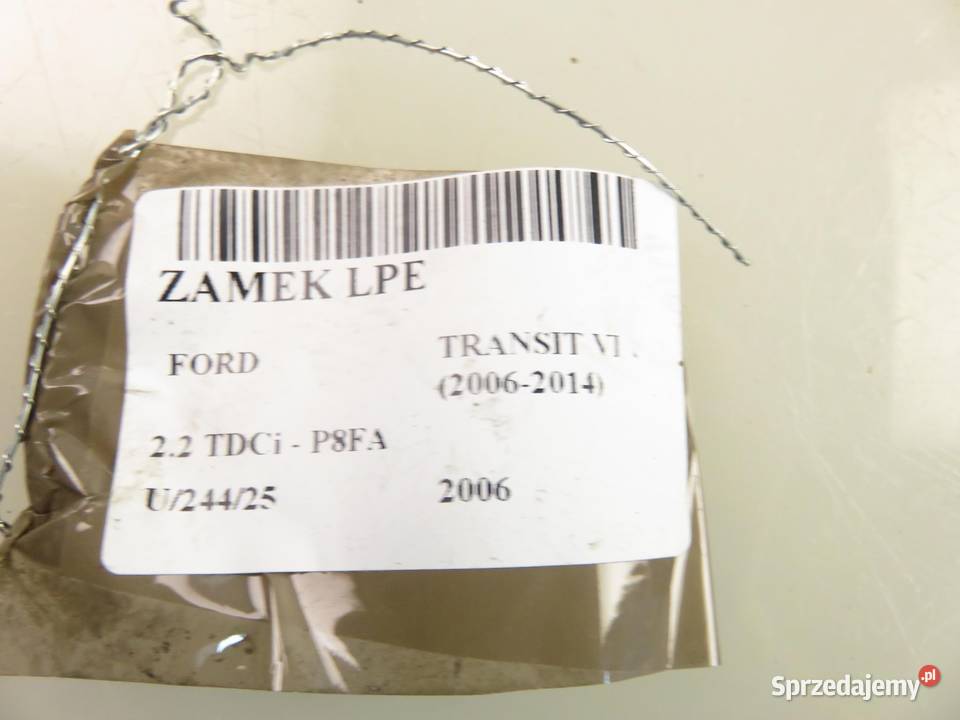 ZAMEK LPE
FORD
TRANSIT VI
(2006-2014)
2.2 TDCi - P8FA
U/244/25
2006
Sprzedajemy.pl